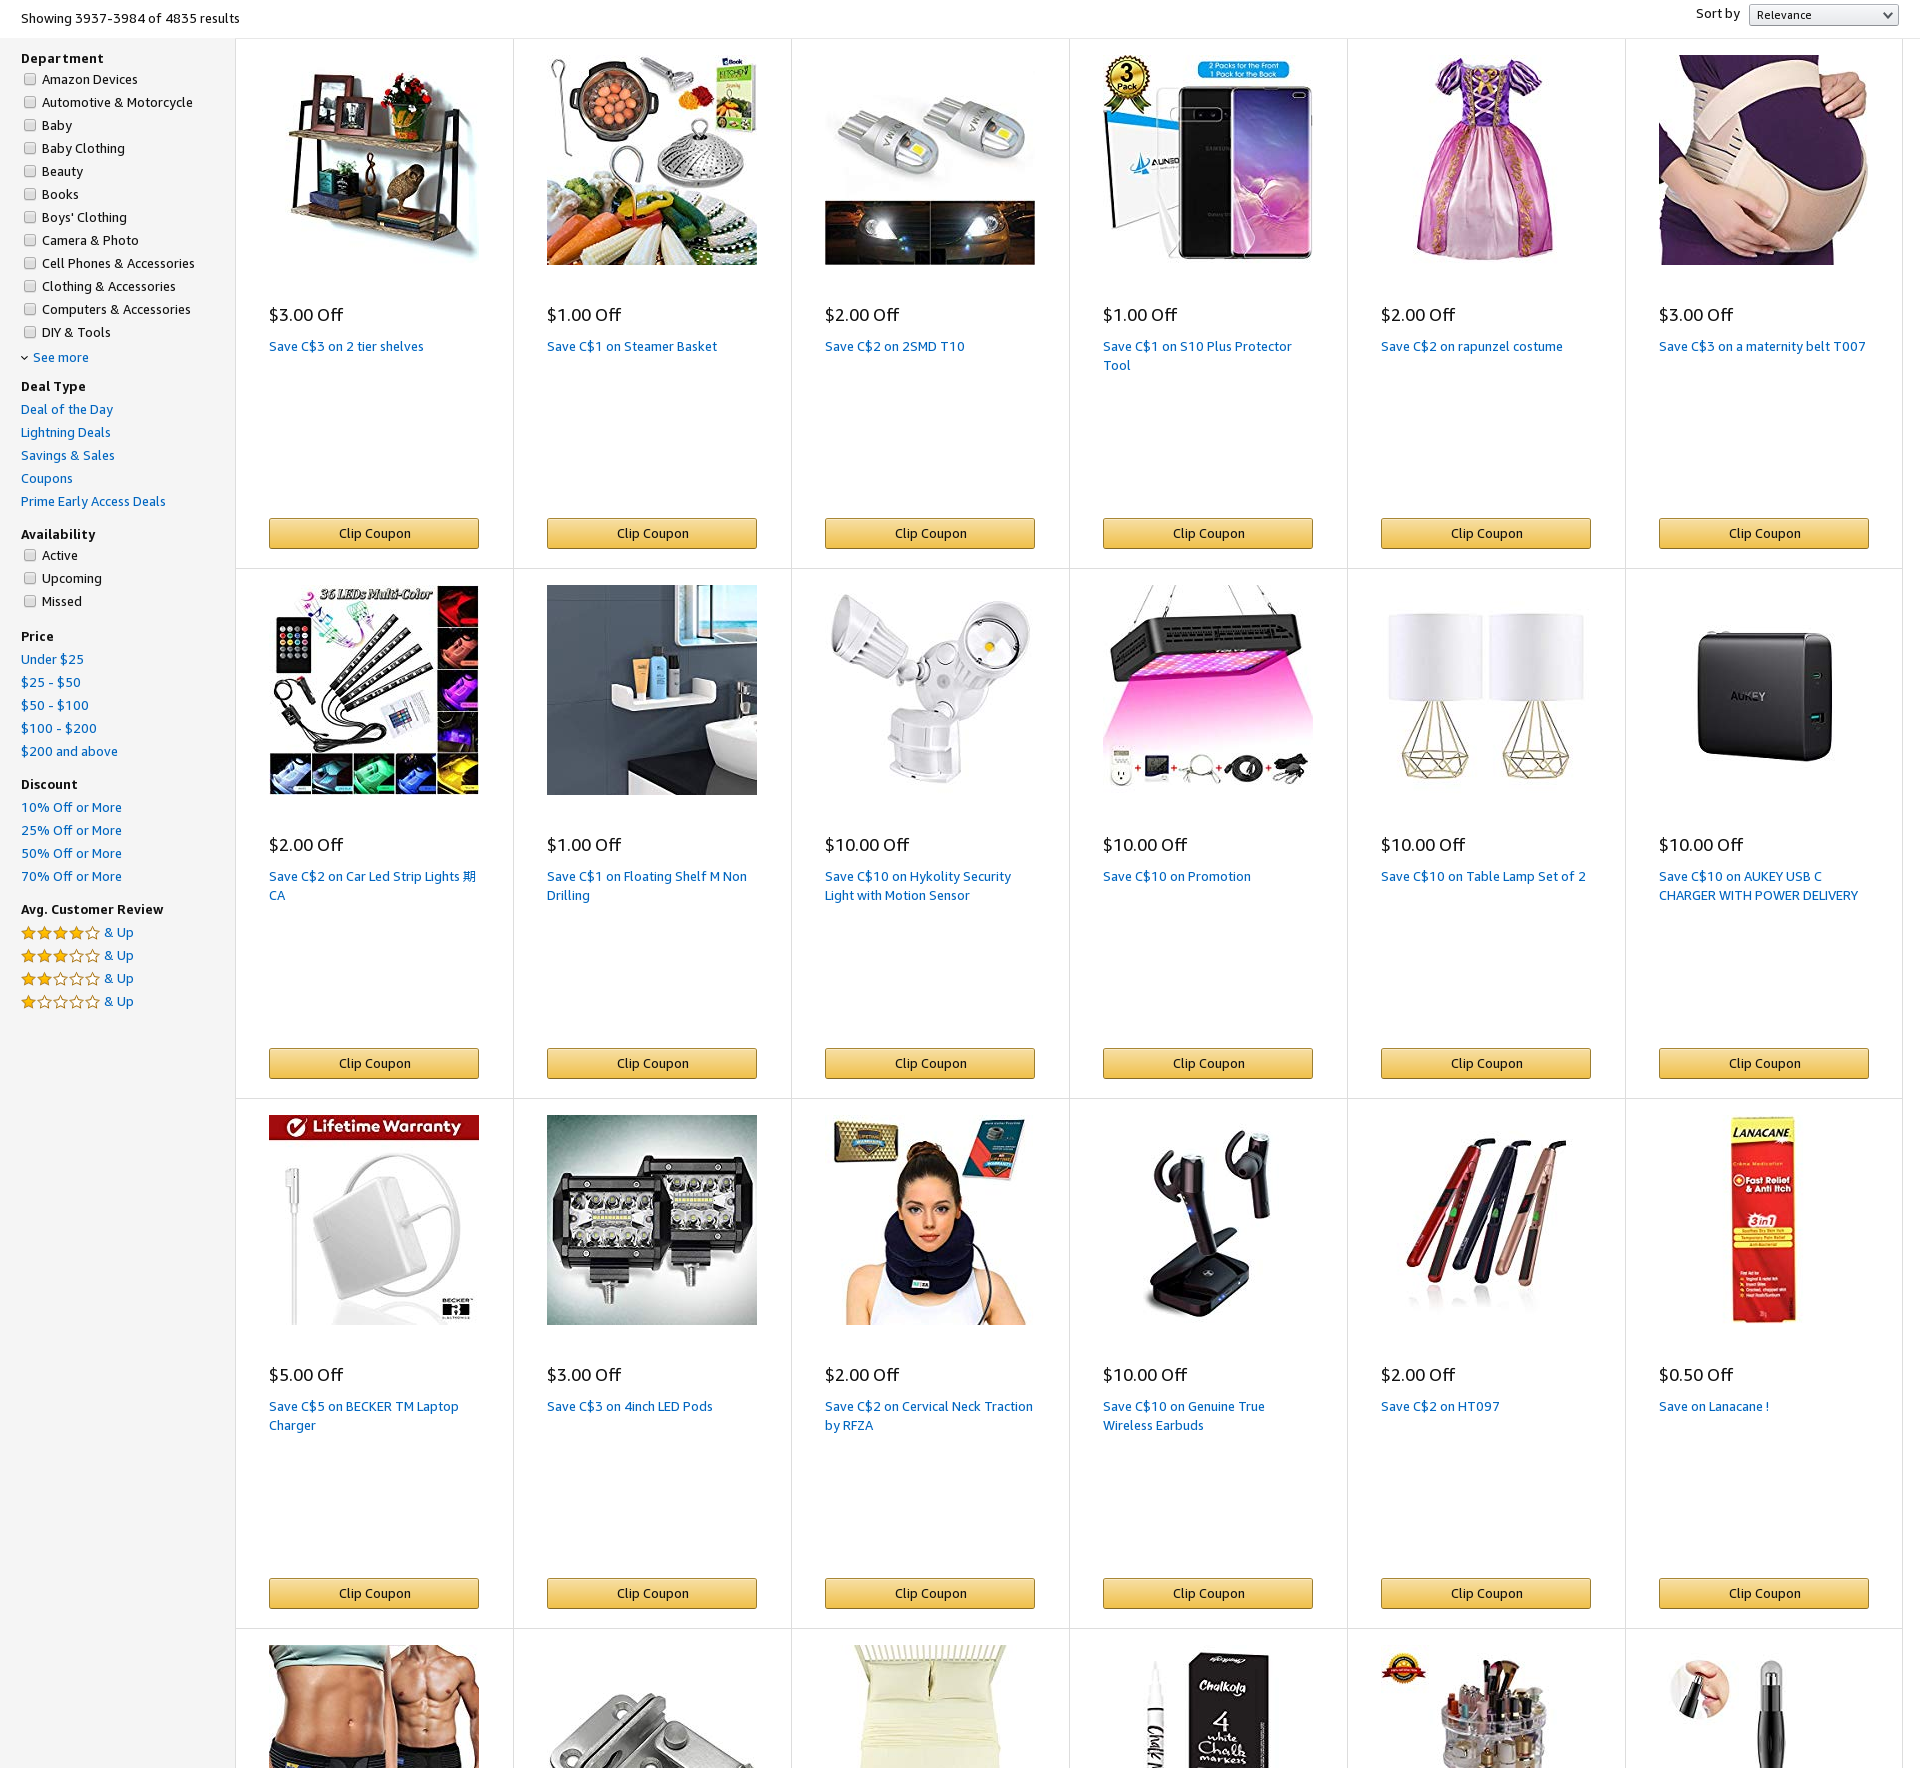 Showing 3937-3984 of 4835 results
Sort by
Relevance
Department
Amazon Devices
Automotive & Motorcycle
Baby
Baby Clothing
Beauty
Books
Boys' Clothing
Camera & Photo
Cell Phones & Accessories
Clothing & Accessories
Computers & Accessories
DIY & Tools
See more
Deal Type
Deal of the Day
Lightning Deals
Savings & Sales
Coupons
Prime Early Access Deals
Availability
Active
Upcoming
Missed
Price
Under $25
$25 - $50
$50 - $100
$100 - $200
$200 and above
Discount
10% Off or More
25% Off or More
50% Off or More
70% Off or More
Avg. Customer Review
& Up
& Up
& Up
& Up
$3.00 Off
Save C$3 on 2 tier shelves
Clip Coupon
eBook
KITCHEN
$1.00 Off
Save C$1 on Steamer Basket
Clip Coupon
$2.00 Off
Save C$2 on 2SMD T10
Clip Coupon
3
Pack
2 Packs for the Front
1 Pack for the Back
$1.00 Off
Save C$1 on S10 Plus Protector
Tool
Clip Coupon
$2.00 Off
Save C$2 on rapunzel costume
Clip Coupon
$3.00 Off
Save C$3 on a maternity belt T007
Clip Coupon
36 LEDs Multi-Color
$2.00 Off
Save C$2 on Car Led Strip Lights 期
CA
Clip Coupon
$1.00 Off
Save C$1 on Floating Shelf M Non
Drilling
Clip Coupon
$10.00 Off
Save C$10 on Hykolity Security
Light with Motion Sensor
Clip Coupon
$10.00 Off
Save C$10 on Promotion
Clip Coupon
$10.00 Off
Save C$10 on Table Lamp Set of 2
Clip Coupon
AUKEY
$10.00 Off
Save C$10 on AUKEY USB C
CHARGER WITH POWER DELIVERY
Clip Coupon
Lifetime Warranty
BECKER
$5.00 Off
Save C$5 on BECKER TM Laptop
Charger
Clip Coupon
$3.00 Off
Save C$3 on 4inch LED Pods
Clip Coupon
$2.00 Off
Save C$2 on Cervical Neck Traction
by RFZA
Clip Coupon
$10.00 Off
Save C$10 on Genuine True
Wireless Earbuds
Clip Coupon
$2.00 Off
Save C$2 on HT097
Clip Coupon
LANACANE
Crème Medication
Fast Relief
& Anti Itch
3in1
$0.50 Off
Save on Lanacane !
Clip Coupon
Chalkola
4
white
Chalk
markers